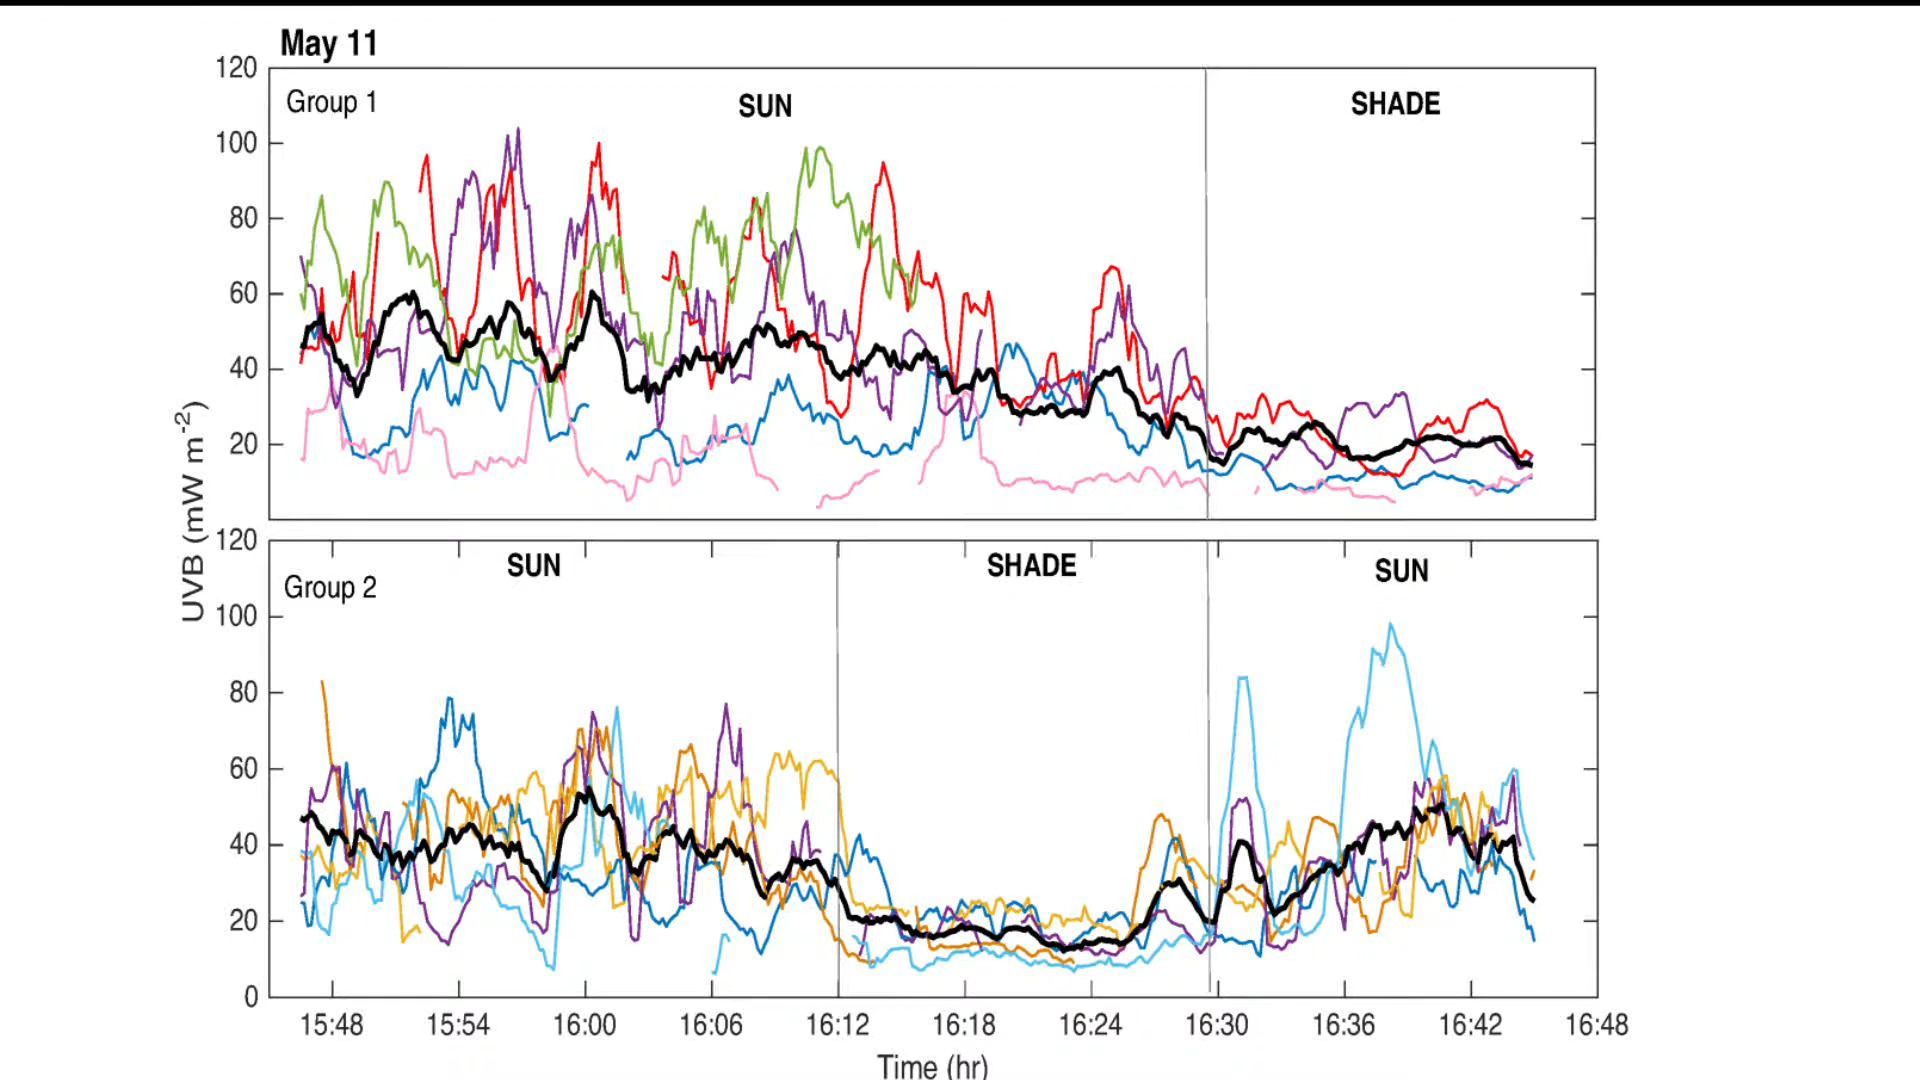 May 11
120
Group 1
SUN
SHADE
100
80
60
40
20
UVB (mW m-2)
120
SUN
SHADE
SUN
Group 2
100
80
60
40
20
0
15:48 15:54 16:00 16:06 16:12 16:18 16:24 16:30 16:36 16:42 16:48
Time (hr)